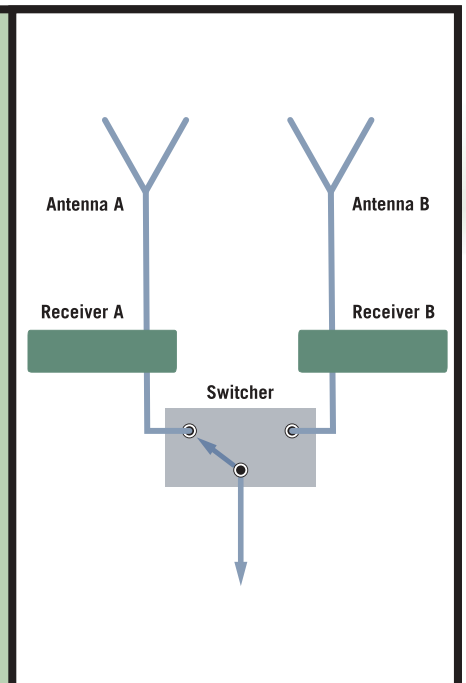 Antenna A
Antenna B
Receiver A
Receiver B
Switcher